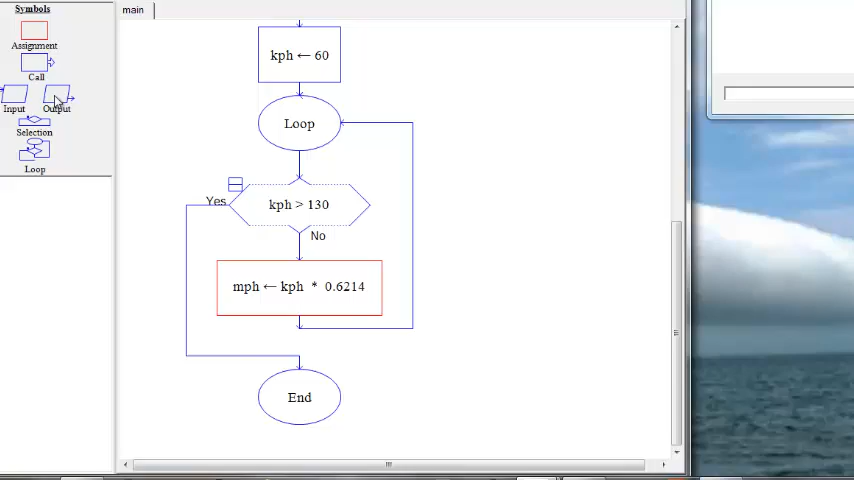 Symbols
Assignment
Call
Input
Output
Selection
Loop
main
kph ← 60
Loop
Yes
kph > 130
No
mph ← kph * 0.6214
End